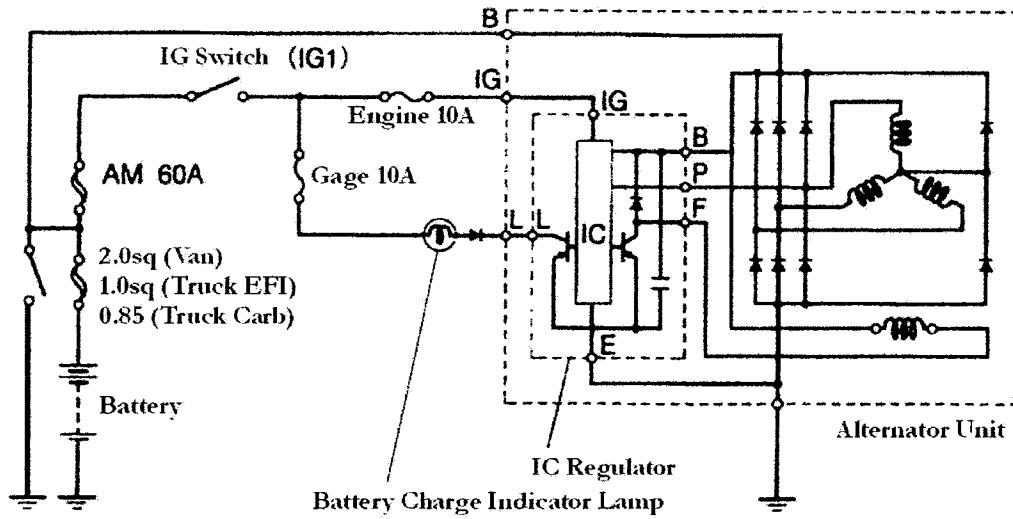 B
IG Switch (IG1)
IG
IG
Engine 10A
B
AM 60A
Gage 10A
P
L
L
IC
F
2.0sq (Van)
1.0sq (Truck EFI)
0.85 (Truck Carb)
E
Battery
Alternator Unit
IC Regulator
Battery Charge Indicator Lamp